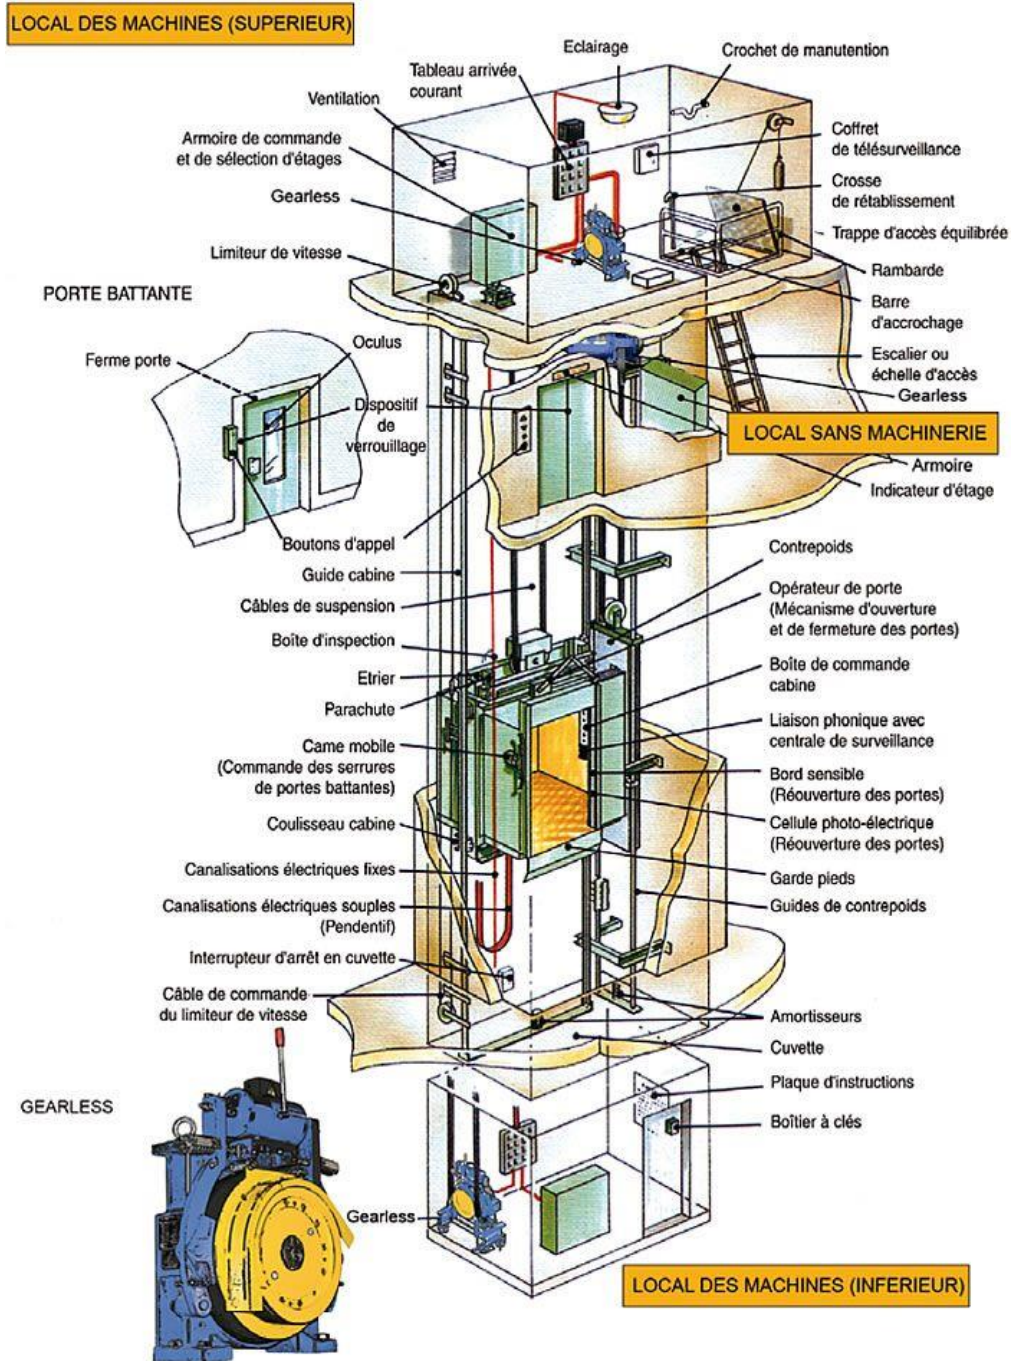 LOCAL DES MACHINES (SUPERIEUR)
Eclairage
Crochet de manutention
Tableau arrivée
courant
Ventilation
Armoire de commande
et de sélection d'étages
Coffret
de télésurveillance
Gearless
Crosse
de rétablissement
Trappe d'accès équilibrée
Limiteur de vitesse
Rambarde
PORTE BATTANTE
Barre
d'accrochage
Oculus
Ferme porte
Escalier ou
échelle d'accès
Gearless
Dispositif
de
verrouillage
LOCAL SANS MACHINERIE
Armoire
Indicateur d'étage
Boutons d'appel
Contrepoids
Guide cabine
Câbles de suspension
Opérateur de porte
(Mécanisme d'ouverture
et de fermeture des portes)
Boîte d'inspection
Etrier
Boîte de commande
cabine
Parachute
Liaison phonique avec
centrale de surveillance
Came mobile
(Commande des serrures
de portes battantes)
Bord sensible
(Réouverture des portes)
Coulisseau cabine
Cellule photo-électrique
(Réouverture des portes)
Canalisations électriques fixes
Garde pieds
Canalisations électriques souples
(Pendentif)
Guides de contrepoids
Interrupteur d'arrêt en cuvette
Câble de commande
du limiteur de vitesse
Amortisseurs
Cuvette
Plaque d'instructions
GEARLESS
Boîtier à clés
Gearless
LOCAL DES MACHINES (INFERIEUR)